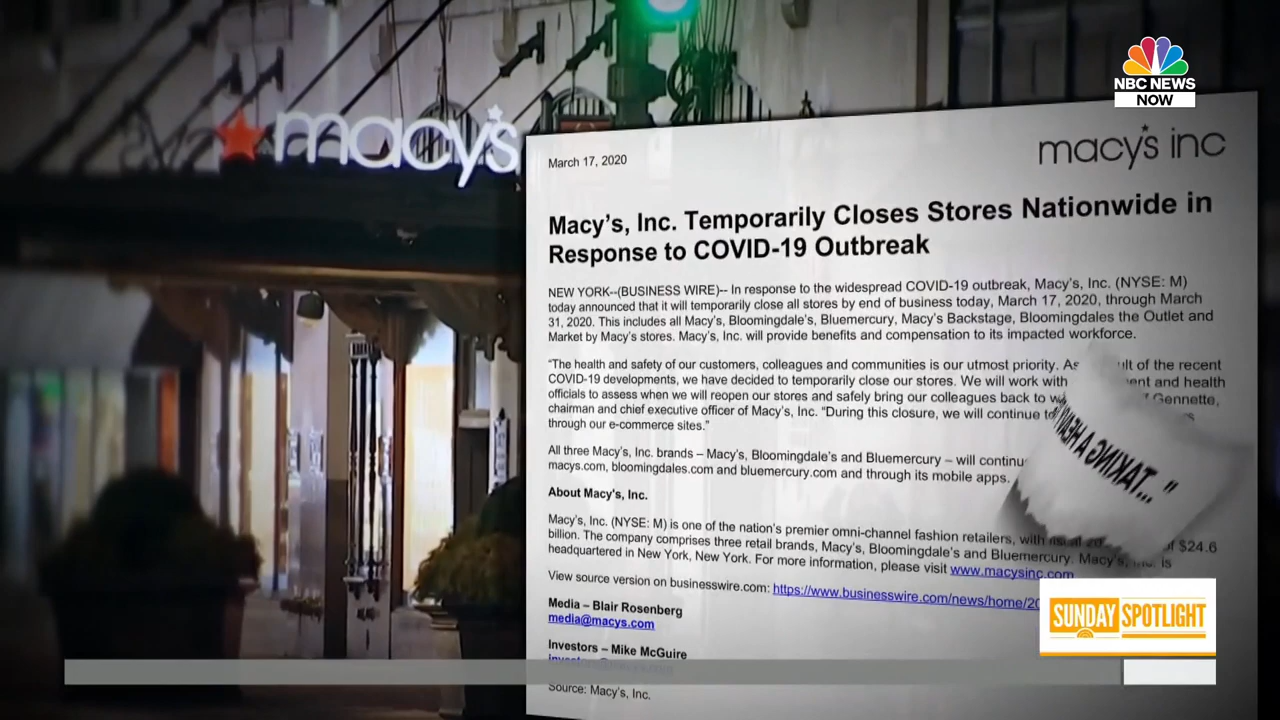 NBC NEWS
NOW
macy's
macy's inc
March 17, 2020
Macy's, Inc. Temporarily Closes Stores Nationwide in
Response to COVID-19 Outbreak
NEW YORK--(BUSINESS WIRE)-- In response to the widespread COVID-19 outbreak, Macy's, Inc. (NYSE: M)
today announced that it will temporarily close all stores by end of business today, March 17, 2020, through March
31, 2020. This includes all Macy's, Bloomingdale's, Bluemercury, Macy's Backstage, Bloomingdales the Outlet and
Market by Macy's stores. Macy's, Inc. will provide benefits and compensation to its impacted workforce.
"The health and safety of our customers, colleagues and communities is our utmost priority. As of the recent
COVID-19 developments, we have decided to temporarily close our stores. We will work with and health
officials to assess when we will reopen our stores and safely bring our colleagues back to Gennette,
chairman and chief executive officer of Macy's, Inc. "During this closure, we will continue to
through our e-commerce sites."
All three Macy's, Inc. brands – Macy's, Bloomingdale's and Bluemercury – will
macys.com, bloomingdales.com and bluemercury.com and through its mobile apps.
"TAKING A
About Macy's, Inc.
Macy's, Inc. (NYSE: M) is one of the nation's premier omni-channel fashion retailers, with of $24.6
billion. The company comprises three retail brands, Macy's, Bloomingdale's and Bluemercury. Macy's, Inc. is
headquartered in New York, New York. For more information, please visit www.macysinc.com
View source version on businesswire.com: https://www.businesswire.com/news/home/20
Media – Blair Rosenberg
media@macys.com
Investors – Mike McGuire
Source: Macy's, Inc.
SUNDAY SPOTLIGHT